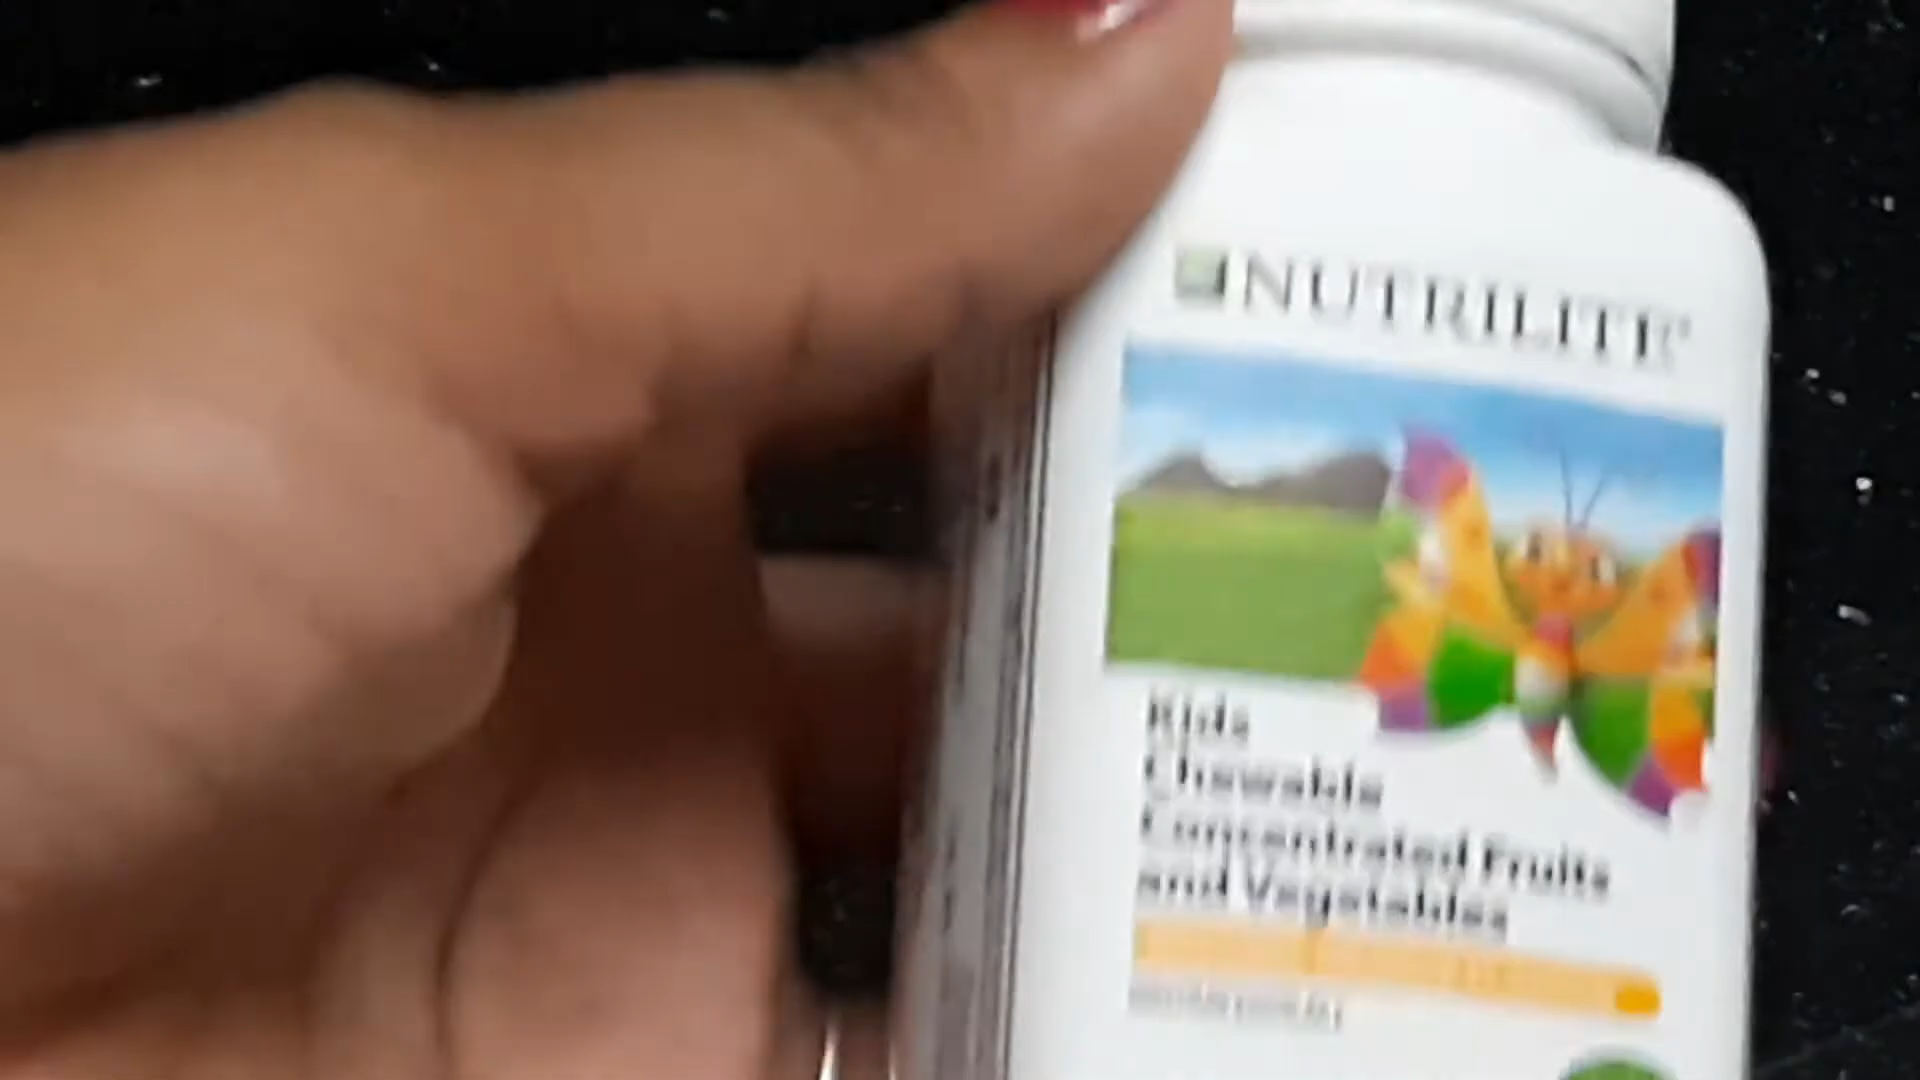 NUTRILITE®
Kids
Chewable
Concentrated Fruits
and Vegetables